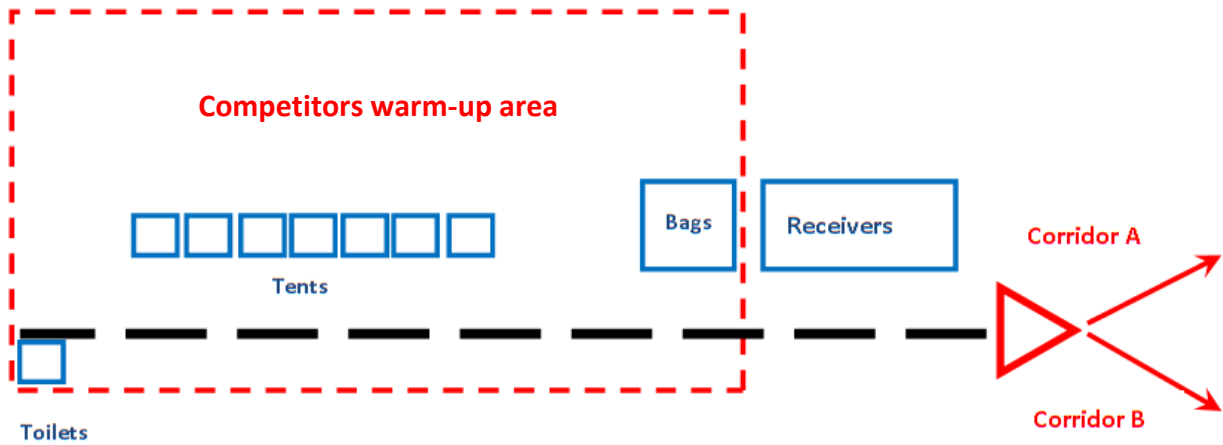 Competitors warm-up area
Bags
Receivers
Corridor A
Tents
Corridor B
Toilets